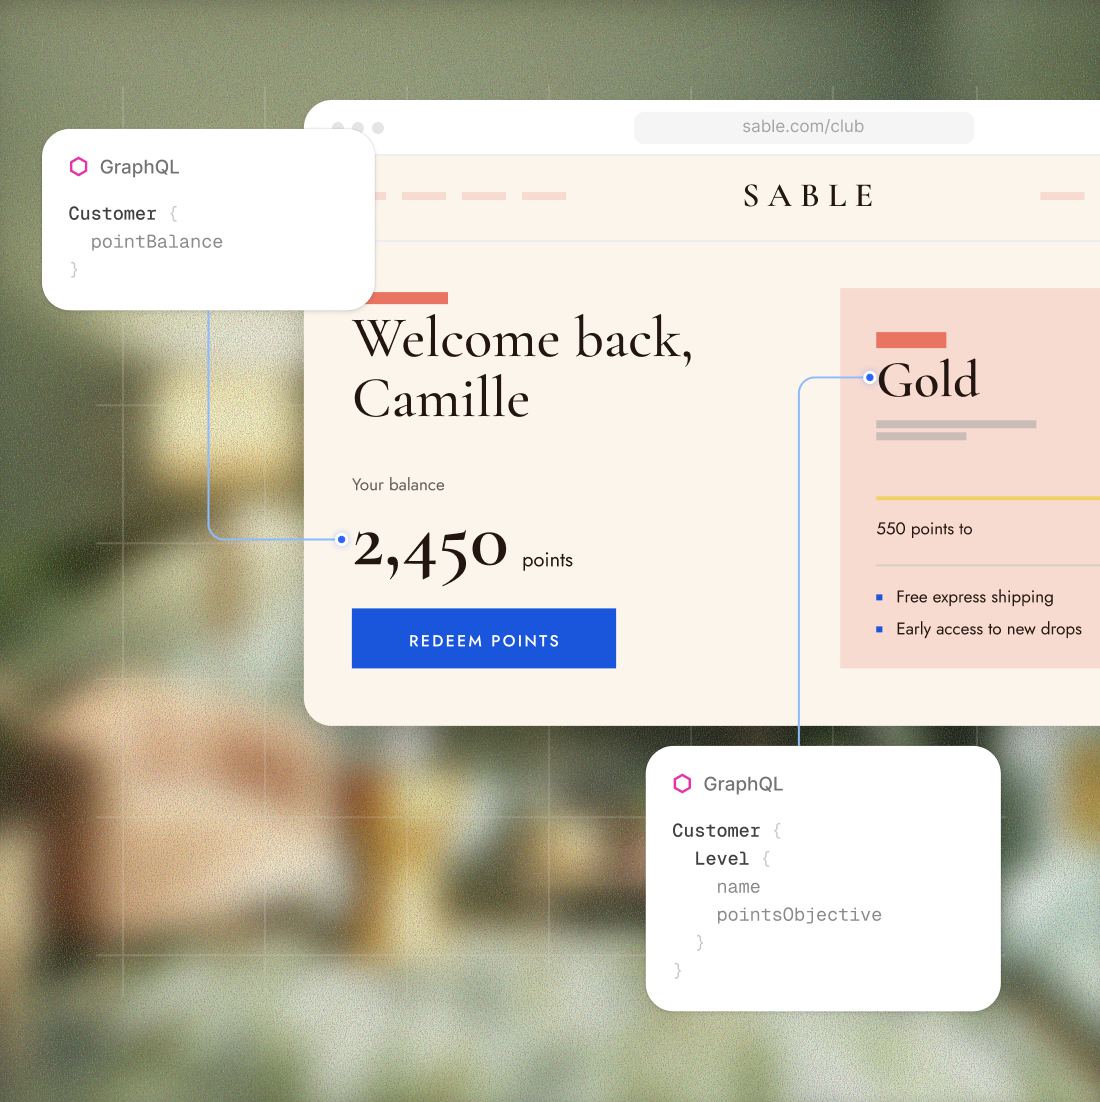 sable.com/club
GraphQL
Customer {
pointBalance
}
SABLE
Welcome back,
Camille
Your balance
2,450 points
REDEEM POINTS
Gold
550 points to
Free express shipping
Early access to new drops
GraphQL
Customer {
Level {
name
pointsObjective
}
}